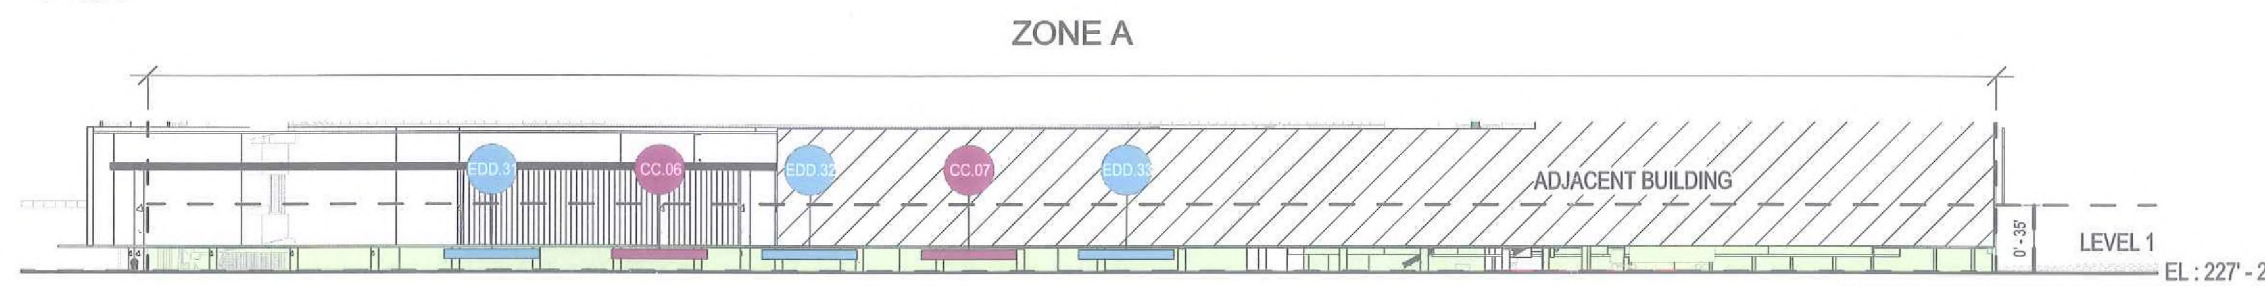 ZONE A
EDD.31
CC.06
EDD.32
CC.07
EDD.33
ADJACENT BUILDING
0' - 35'
LEVEL 1
EL : 227' - 2